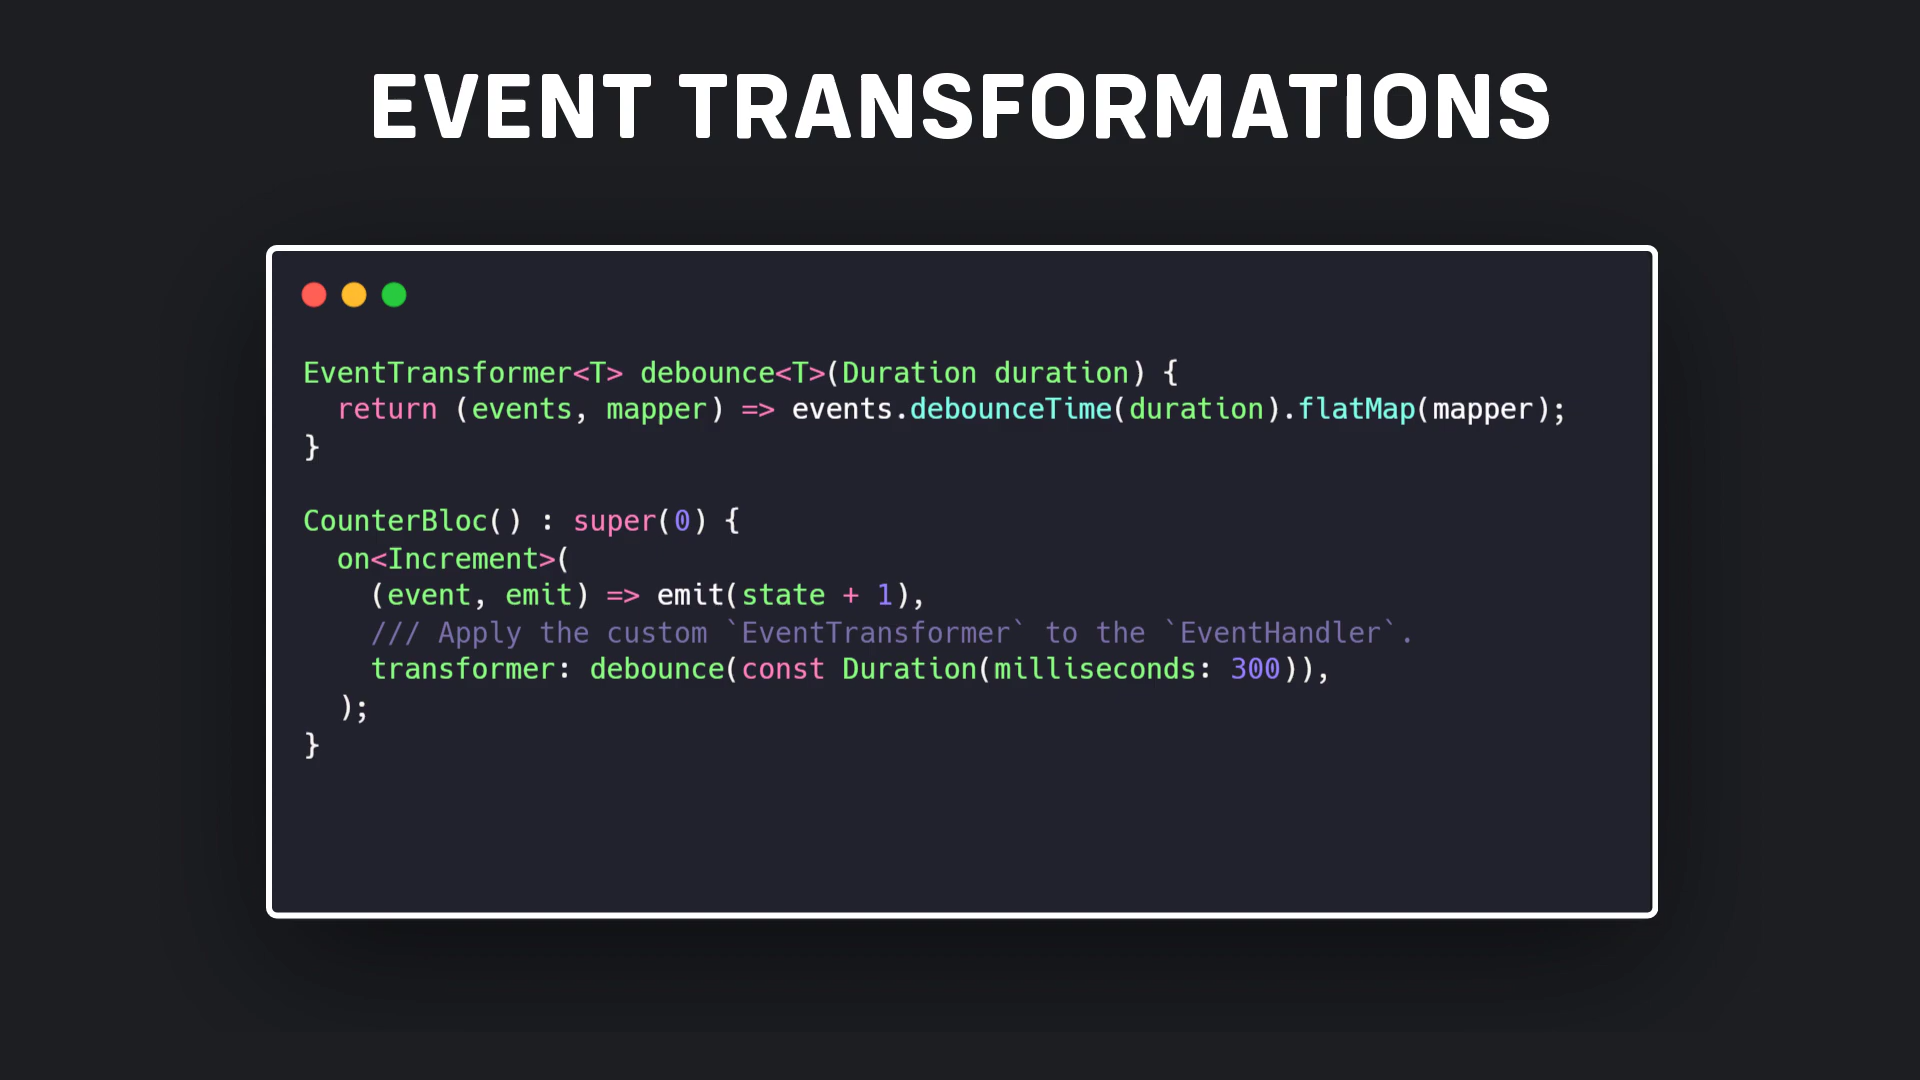 EVENT TRANSFORMATIONS
EventTransformer<T> debounce<T>(Duration duration) {
  return (events, mapper) => events.debounceTime(duration).flatMap(mapper);
}

CounterBloc() : super(0) {
  on<Increment>(
    (event, emit) => emit(state + 1),
    /// Apply the custom `EventTransformer` to the `EventHandler`.
    transformer: debounce(const Duration(milliseconds: 300)),
  );
}